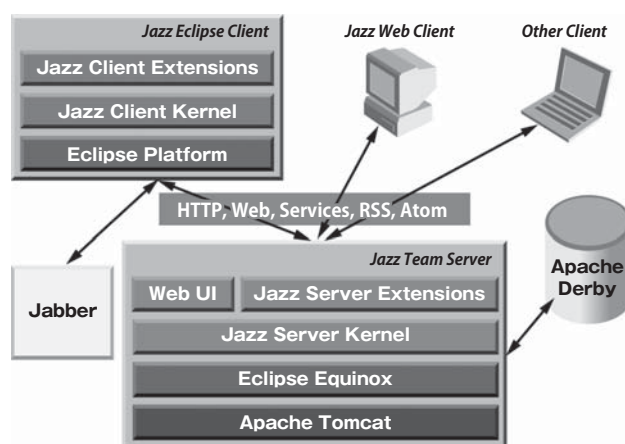 Jazz Eclipse Client
Jazz Client Extensions
Jazz Client Kernel
Eclipse Platform
Jazz Web Client
Other Client
HTTP, Web, Services, RSS, Atom
Jabber
Jazz Team Server
Web UI
Jazz Server Extensions
Jazz Server Kernel
Eclipse Equinox
Apache Tomcat
Apache
Derby